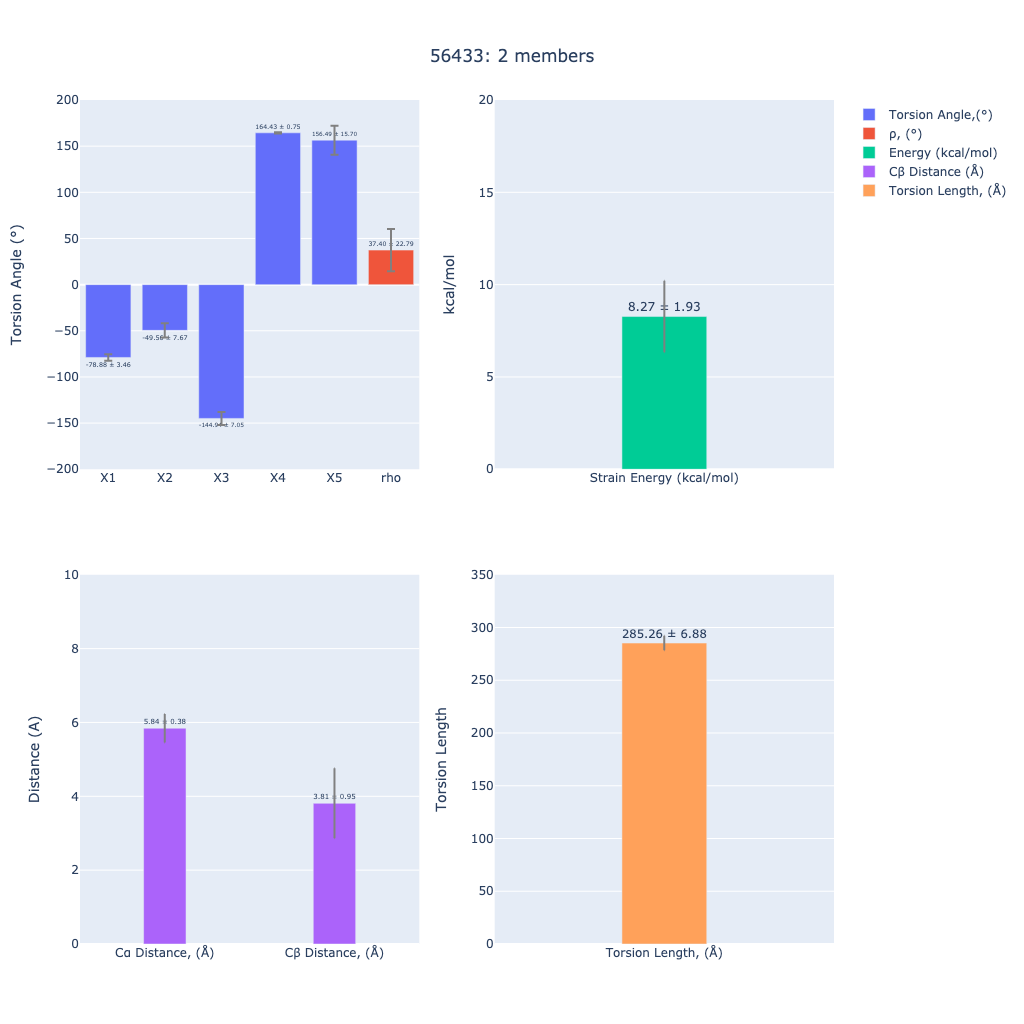 56433: 2 members
Torsion Angle (°)
200
150
100
50
0
−50
−100
−150
−200
-78.88 ± 3.46
-49.56 ± 7.67
-144.94 ± 7.05
164.43 ± 0.75
156.49 ± 15.70
37.40 ± 22.79
X1 X2 X3 X4 X5 rho
kcal/mol
20
15
10
5
0
8.27 ± 1.93
Strain Energy (kcal/mol)
Torsion Angle,(°)
ρ, (°)
Energy (kcal/mol)
Cβ Distance (Å)
Torsion Length, (Å)
Distance (A)
10
8
6
4
2
0
5.84 ± 0.38
3.81 ± 0.95
Cα Distance, (Å) Cβ Distance, (Å)
Torsion Length
350
300
250
200
150
100
50
0
285.26 ± 6.88
Torsion Length, (Å)